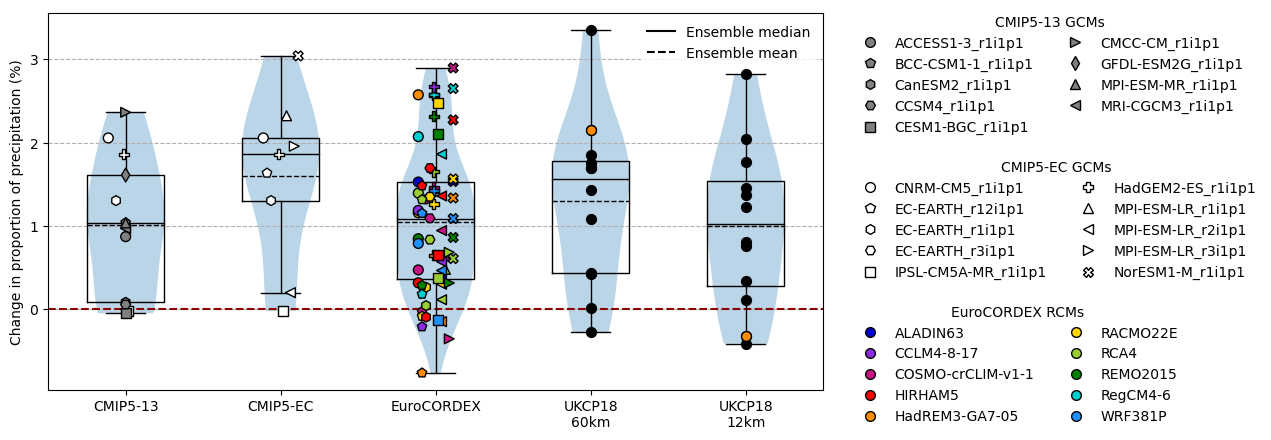 Change in proportion of precipitation (%)
3
2
1
0
Ensemble median
Ensemble mean
CMIP5-13
CMIP5-EC
EuroCORDEX
UKCP18
60km
UKCP18
12km
CMIP5-13 GCMs
ACCESS1-3_r1i1p1
BCC-CSM1-1_r1i1p1
CanESM2_r1i1p1
CCSM4_r1i1p1
CESM1-BGC_r1i1p1
CMCC-CM_r1i1p1
GFDL-ESM2G_r1i1p1
MPI-ESM-MR_r1i1p1
MRI-CGCM3_r1i1p1
CMIP5-EC GCMs
CNRM-CM5_r1i1p1
EC-EARTH_r12i1p1
EC-EARTH_r1i1p1
EC-EARTH_r3i1p1
IPSL-CM5A-MR_r1i1p1
HadGEM2-ES_r1i1p1
MPI-ESM-LR_r1i1p1
MPI-ESM-LR_r2i1p1
MPI-ESM-LR_r3i1p1
NorESM1-M_r1i1p1
EuroCORDEX RCMs
ALADIN63
CCLM4-8-17
COSMO-crCLIM-v1-1
HIRHAM5
HadREM3-GA7-05
RACMO22E
RCA4
REMO2015
RegCM4-6
WRF381P